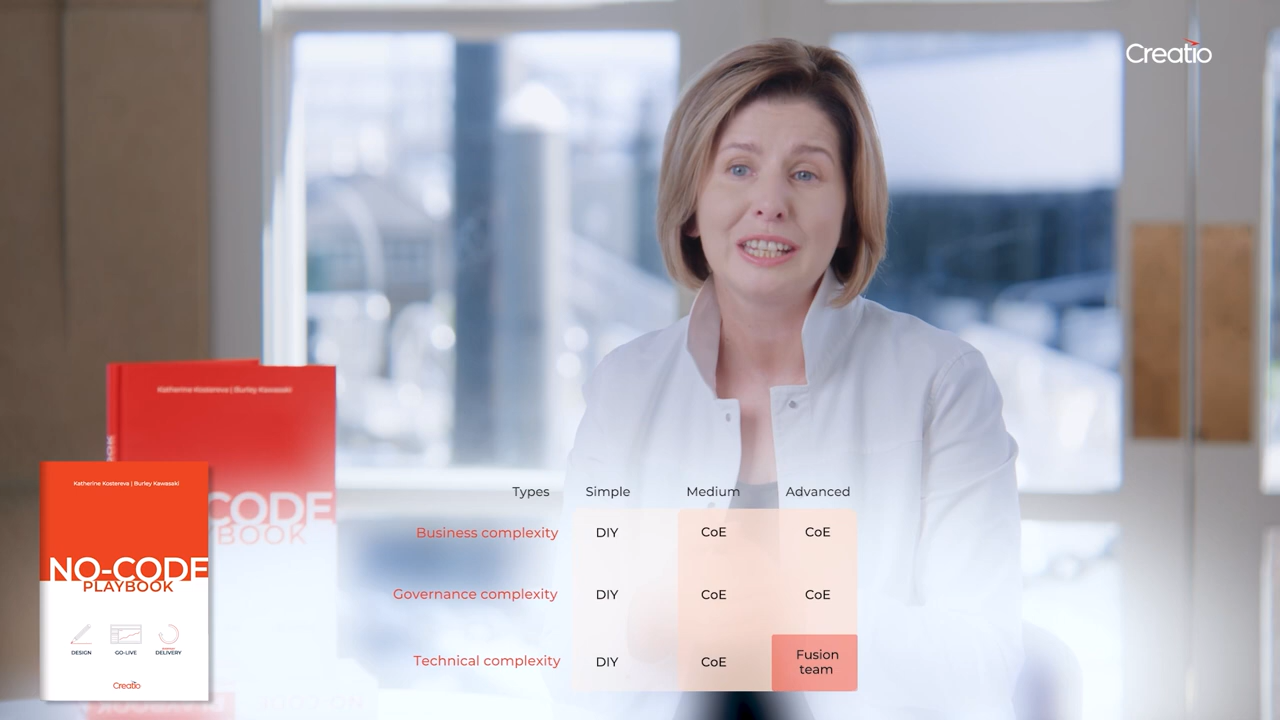 Creatio
Katherine Kostereva | Burley Kawasaki
CODE
YBOOK
Katherine Kostereva | Burley Kawasaki
NO-CODE
PLAYBOOK
DESIGN
GO-LIVE
DELIVERY
Creatio
Types Simple Medium Advanced
Business complexity DIY CoE CoE
Governance complexity DIY CoE CoE
Technical complexity DIY CoE Fusion team